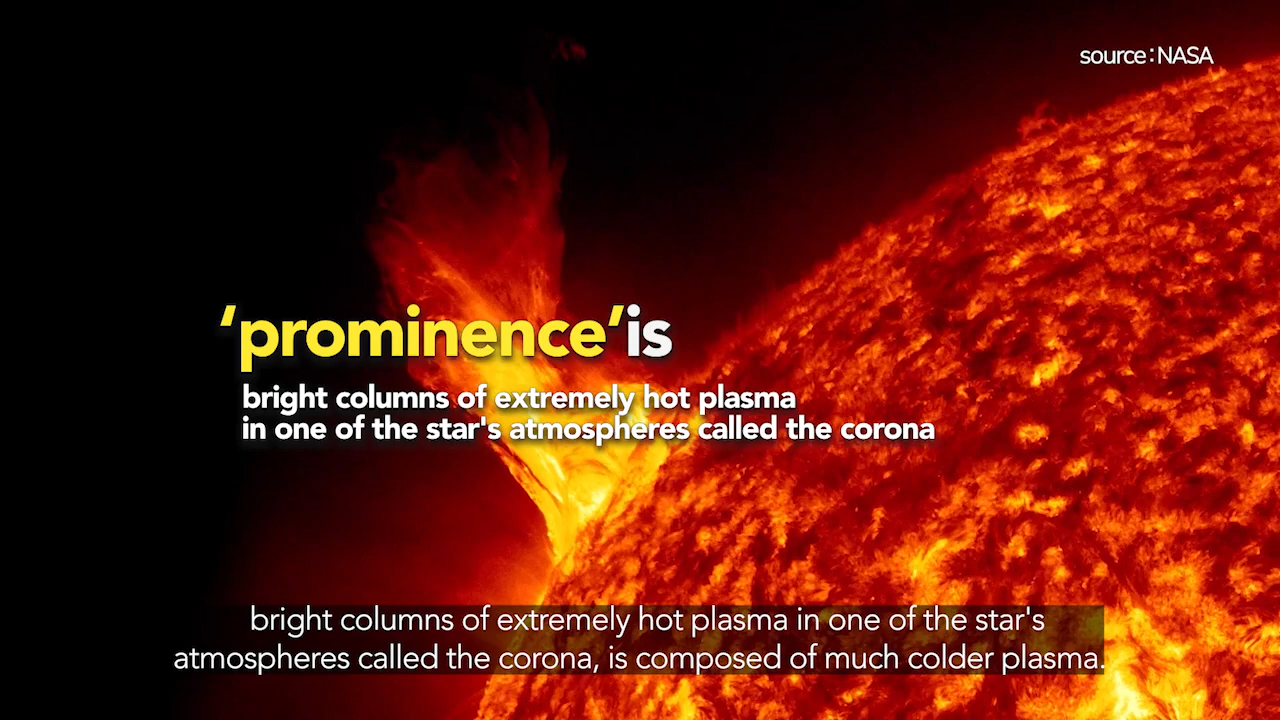 source:NASA
‘prominence’is
bright columns of extremely hot plasma
in one of the star's atmospheres called the corona
bright columns of extremely hot plasma in one of the star's
atmospheres called the corona, is composed of much colder plasma.